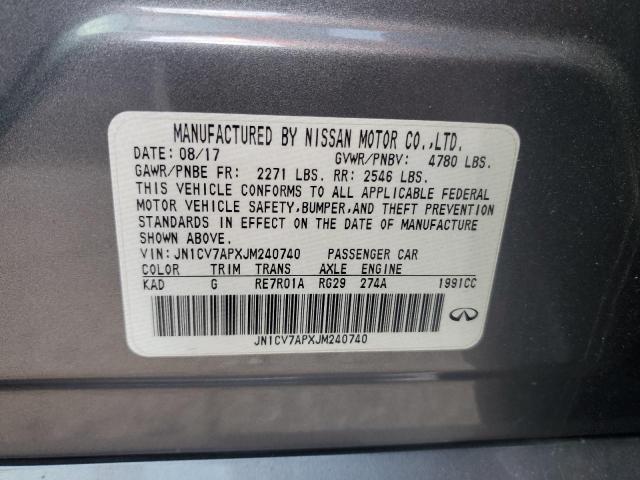 MANUFACTURED BY NISSAN MOTOR CO.,LTD.
DATE: 08/17 GVWR/PNBV: 4780 LBS.
GAWR/PNBE FR: 2271 LBS. RR: 2546 LBS.
THIS VEHICLE CONFORMS TO ALL APPLICABLE FEDERAL
MOTOR VEHICLE SAFETY,BUMPER,AND THEFT PREVENTION
STANDARDS IN EFFECT ON THE DATE OF MANUFACTURE
SHOWN ABOVE.
VIN: JN1CV7APXJM240740 PASSENGER CAR
COLOR TRIM TRANS AXLE ENGINE
KAD G RE7R01A RG29 274A 1991CC
JN1CV7APXJM240740